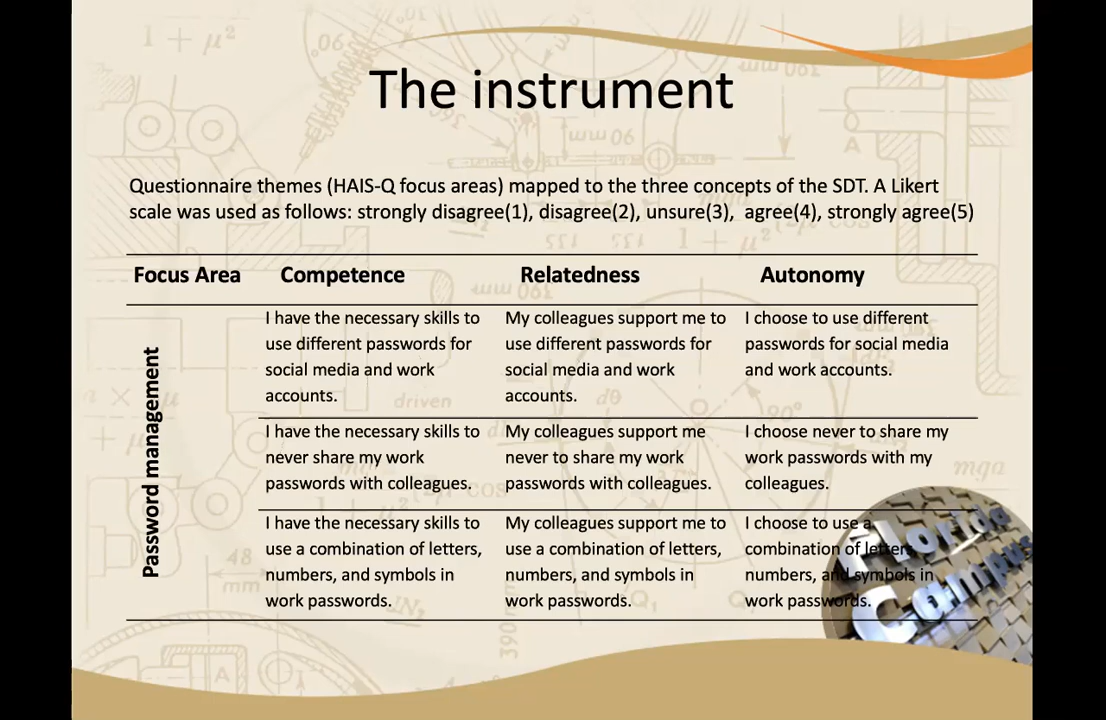 The instrument
Questionnaire themes (HAIS-Q focus areas) mapped to the three concepts of the SDT. A Likert
scale was used as follows: strongly disagree(1), disagree(2), unsure(3), agree(4), strongly agree(5)
Focus Area Competence Relatedness Autonomy
Password management
I have the necessary skills to
use different passwords for
social media and work
accounts.
My colleagues support me to
use different passwords for
social media and work
accounts.
I choose to use different
passwords for social media
and work accounts.
I have the necessary skills to
never share my work
passwords with colleagues.
My colleagues support me
never to share my work
passwords with colleagues.
I choose never to share my
work passwords with my
colleagues.
I have the necessary skills to
use a combination of letters,
numbers, and symbols in
work passwords.
My colleagues support me to
use a combination of letters,
numbers, and symbols in
work passwords.
I choose to use a
combination of letters,
numbers, and symbols in
work passwords.
Florida
Campus